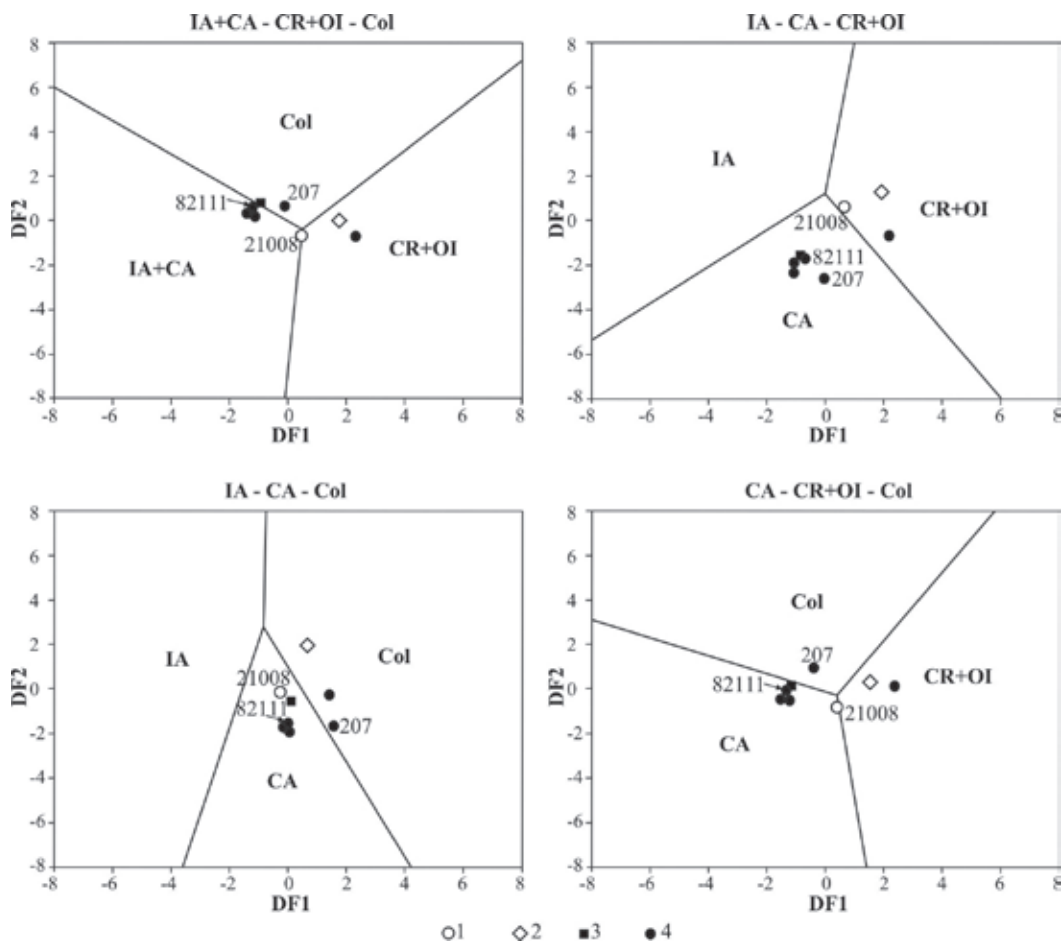 IA+CA - CR+OI - Col
8
6
4
2
0
-2
-4
-6
-8
DF2
Col
82111
207
21008
CR+OI
IA+CA
-8 -6 -4 -2 0 2 4 6 8
DF1
IA - CA - CR+OI
8
6
4
2
0
-2
-4
-6
-8
DF2
IA
21008
CR+OI
82111
207
CA
-8 -6 -4 -2 0 2 4 6 8
DF1
IA - CA - Col
8
6
4
2
0
-2
-4
-6
-8
DF2
IA
Col
21008
82111
207
CA
-8 -6 -4 -2 0 2 4 6 8
DF1
CA - CR+OI - Col
8
6
4
2
0
-2
-4
-6
-8
DF2
Col
207
82111
CR+OI
21008
CA
-8 -6 -4 -2 0 2 4 6 8
DF1
1 2 3 4